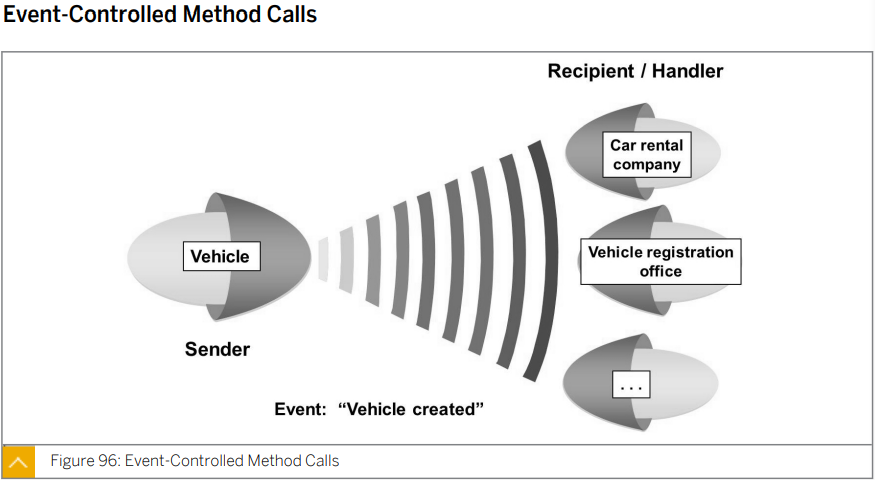 Event-Controlled Method Calls
Recipient / Handler
Car rental
company
Vehicle
Vehicle registration
office
Sender
. . .
Event: “Vehicle created”
Figure 96: Event-Controlled Method Calls